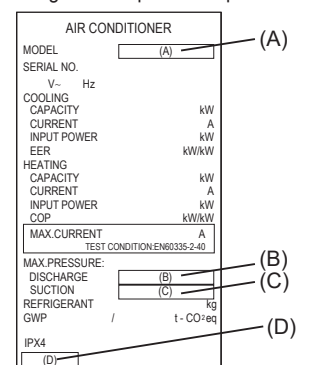 AIR CONDITIONER
MODEL (A) (A)
SERIAL NO.
V~ Hz
COOLING
CAPACITY kW
CURRENT A
INPUT POWER kW
EER kW/kW
HEATING
CAPACITY kW
CURRENT A
INPUT POWER kW
COP kW/kW
MAX.CURRENT A
TEST CONDITION:EN60335-2-40
MAX.PRESSURE:
DISCHARGE (B) (B)
SUCTION (C) (C)
REFRIGERANT kg
GWP / t - CO2eq
(D)
IPX4
(D)